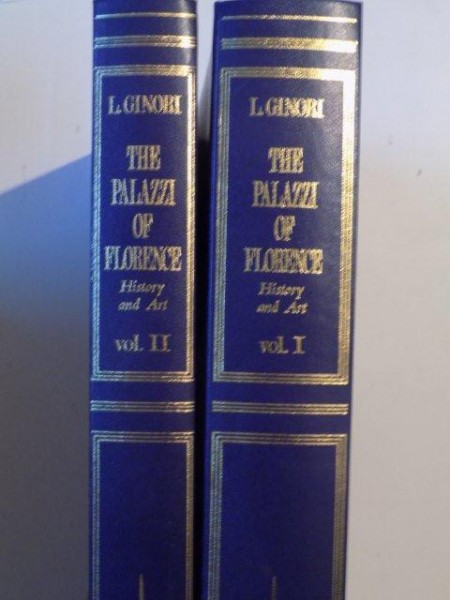 L. GINORI
THE
PALAZZI
OF
FLORENCE
History
and Art
vol. II
L. GINORI
THE
PALAZZI
OF
FLORENCE
History
and Art
vol. I